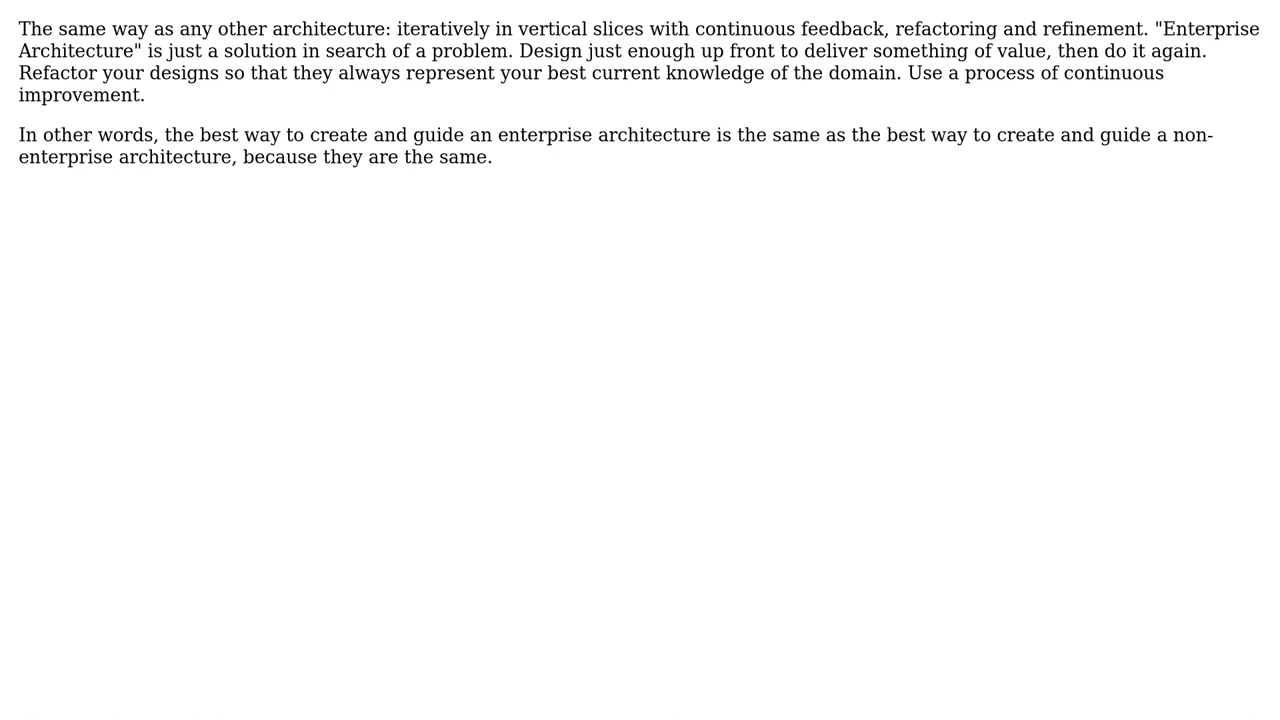 The same way as any other architecture: iteratively in vertical slices with continuous feedback, refactoring and refinement. "Enterprise
Architecture" is just a solution in search of a problem. Design just enough up front to deliver something of value, then do it again.
Refactor your designs so that they always represent your best current knowledge of the domain. Use a process of continuous
improvement.
In other words, the best way to create and guide an enterprise architecture is the same as the best way to create and guide a non-
enterprise architecture, because they are the same.